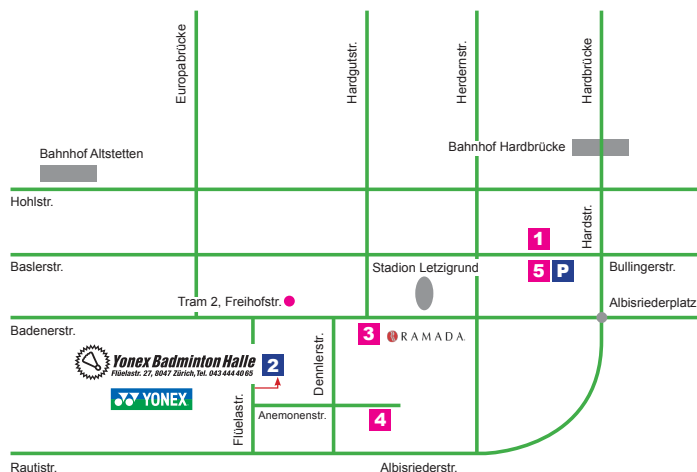 Europabrücke
Hardgutstr.
Herdernstr.
Hardbrücke
Bahnhof Altstetten
Bahnhof Hardbrücke
Hohlstr.
Hardstr.
1
Baslerstr.
Stadion Letzigrund
5 P
Bullingerstr.
Tram 2, Freihofstr.
Albisriederplatz
Badenerstr.
3
RAMADA
Yonex Badminton Halle
Flüelastr. 27, 8047 Zürich, Tel. 043 444 40 65
2
Dennlerstr.
YONEX
Flüelastr.
Anemonenstr.
4
Rautistr.
Albisriederstr.